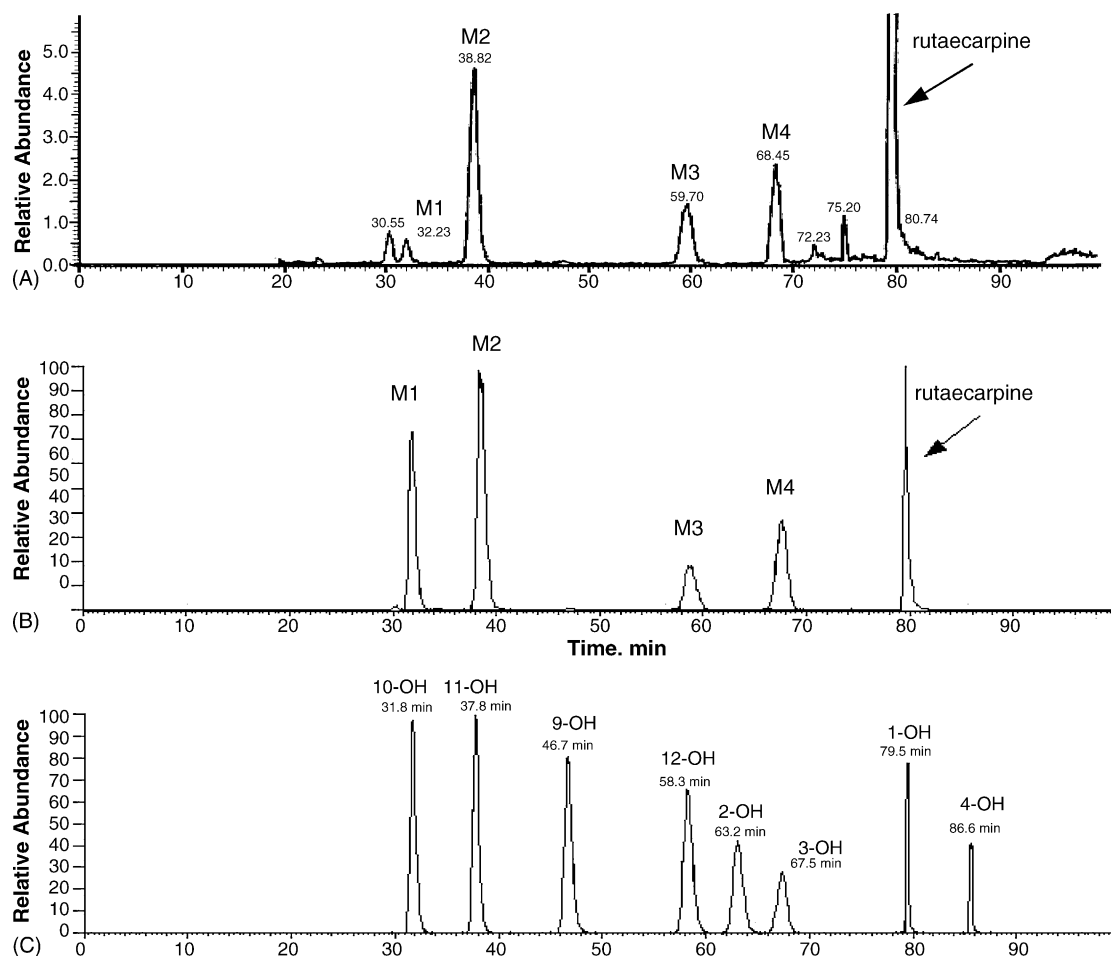 M2
38.82
rutaecarpine
5.0
4.0
3.0
2.0
1.0
0.0
Relative Abundance
M4
68.45
M3
59.70
M1
30.55
32.23
75.20
80.74
72.23
(A)
0 10 20 30 40 50 60 70 80 90
M2
M1
rutaecarpine
M4
M3
100
90
80
70
60
50
40
30
20
10
0
Relative Abundance
(B)
0 10 20 30 40 50 60 70 80 90
Time. min
10-OH
31.8 min
11-OH
37.8 min
9-OH
46.7 min
12-OH
58.3 min
2-OH
63.2 min
3-OH
67.5 min
1-OH
79.5 min
4-OH
86.6 min
100
90
80
70
60
50
40
30
20
10
0
Relative Abundance
(C)
0 10 20 30 40 50 60 70 80 90